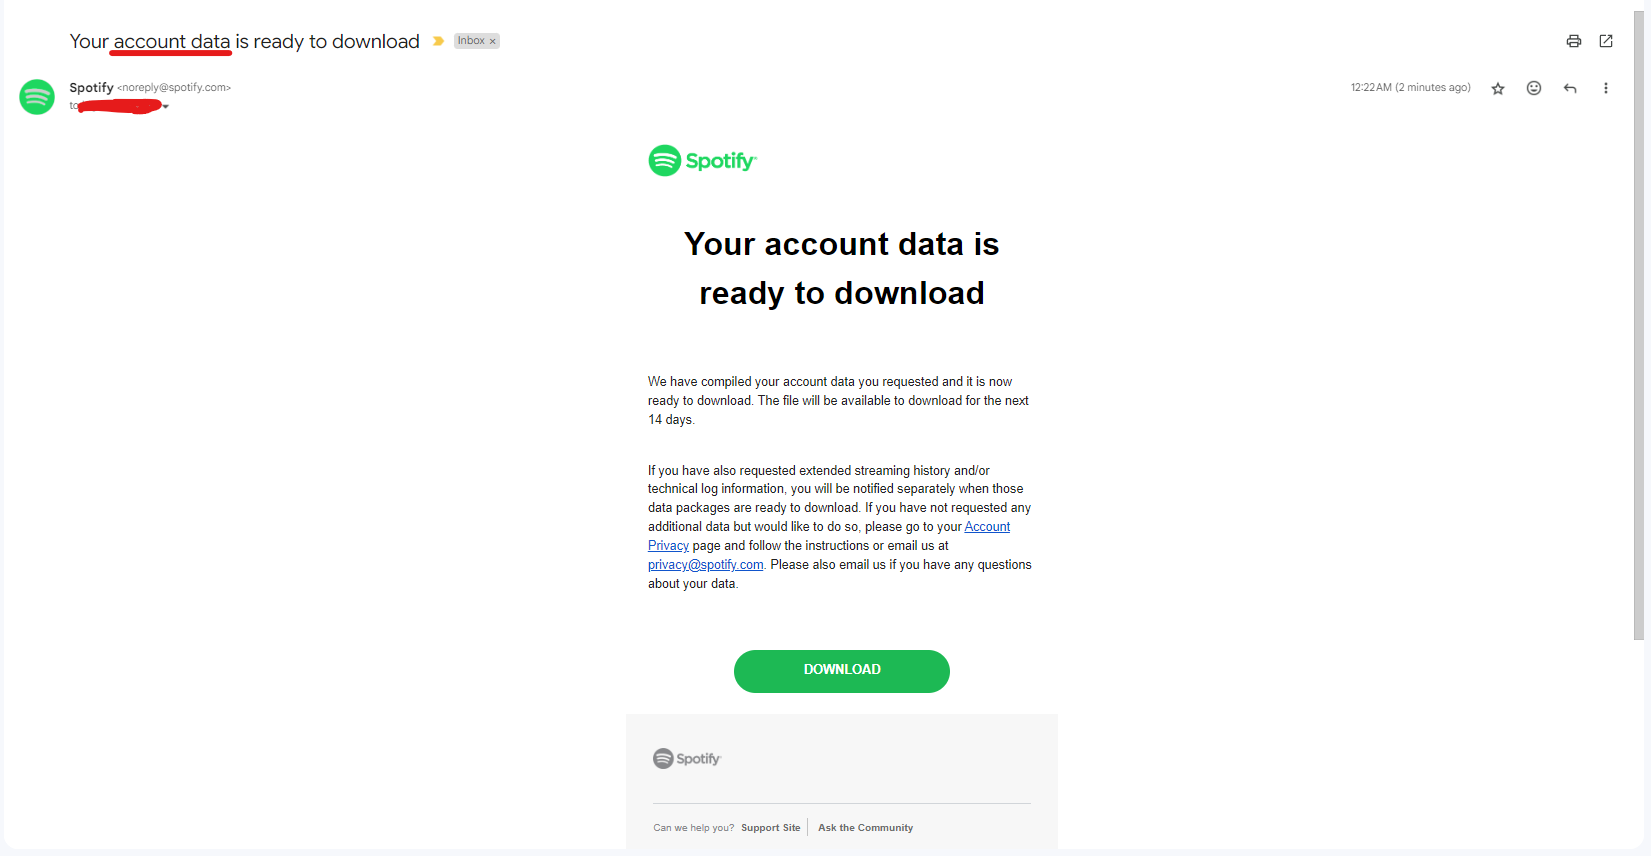 Your account data is ready to download Inbox ×
Spotify <noreply@spotify.com>
12:22 AM (2 minutes ago)
to
Spotify
Your account data is
ready to download
We have compiled your account data you requested and it is now
ready to download. The file will be available to download for the next
14 days.
If you have also requested extended streaming history and/or
technical log information, you will be notified separately when those
data packages are ready to download. If you have not requested any
additional data but would like to do so, please go to your Account
Privacy page and follow the instructions or email us at
privacy@spotify.com. Please also email us if you have any questions
about your data.
DOWNLOAD
Spotify
Can we help you? Support Site | Ask the Community